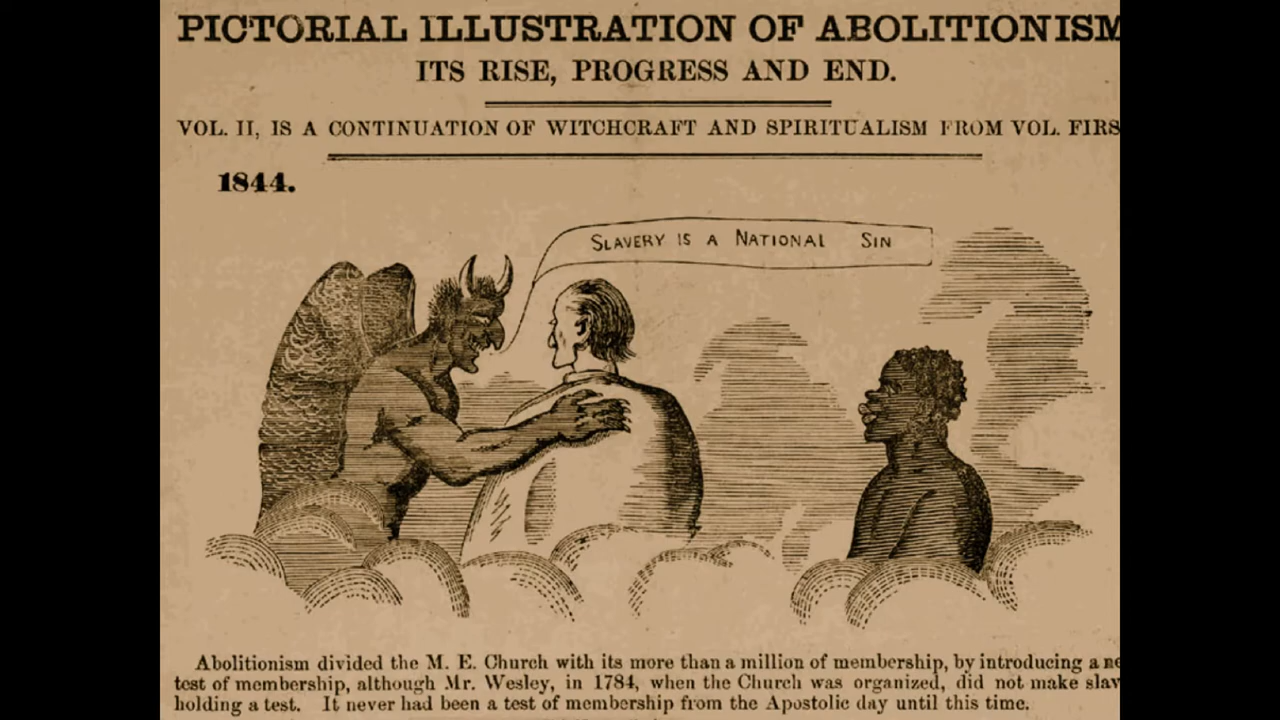 PICTORIAL ILLUSTRATION OF ABOLITIONISM
ITS RISE, PROGRESS AND END.
VOL. II, IS A CONTINUATION OF WITCHCRAFT AND SPIRITUALISM FROM VOL. FIRS
1844.
SLAVERY IS A NATIONAL SIN
Abolitionism divided the M. E. Church with its more than a million of membership, by introducing a ne
test of membership, although Mr. Wesley, in 1784, when the Church was organized, did not make slav
holding a test. It never had been a test of membership from the Apostolic day until this time.